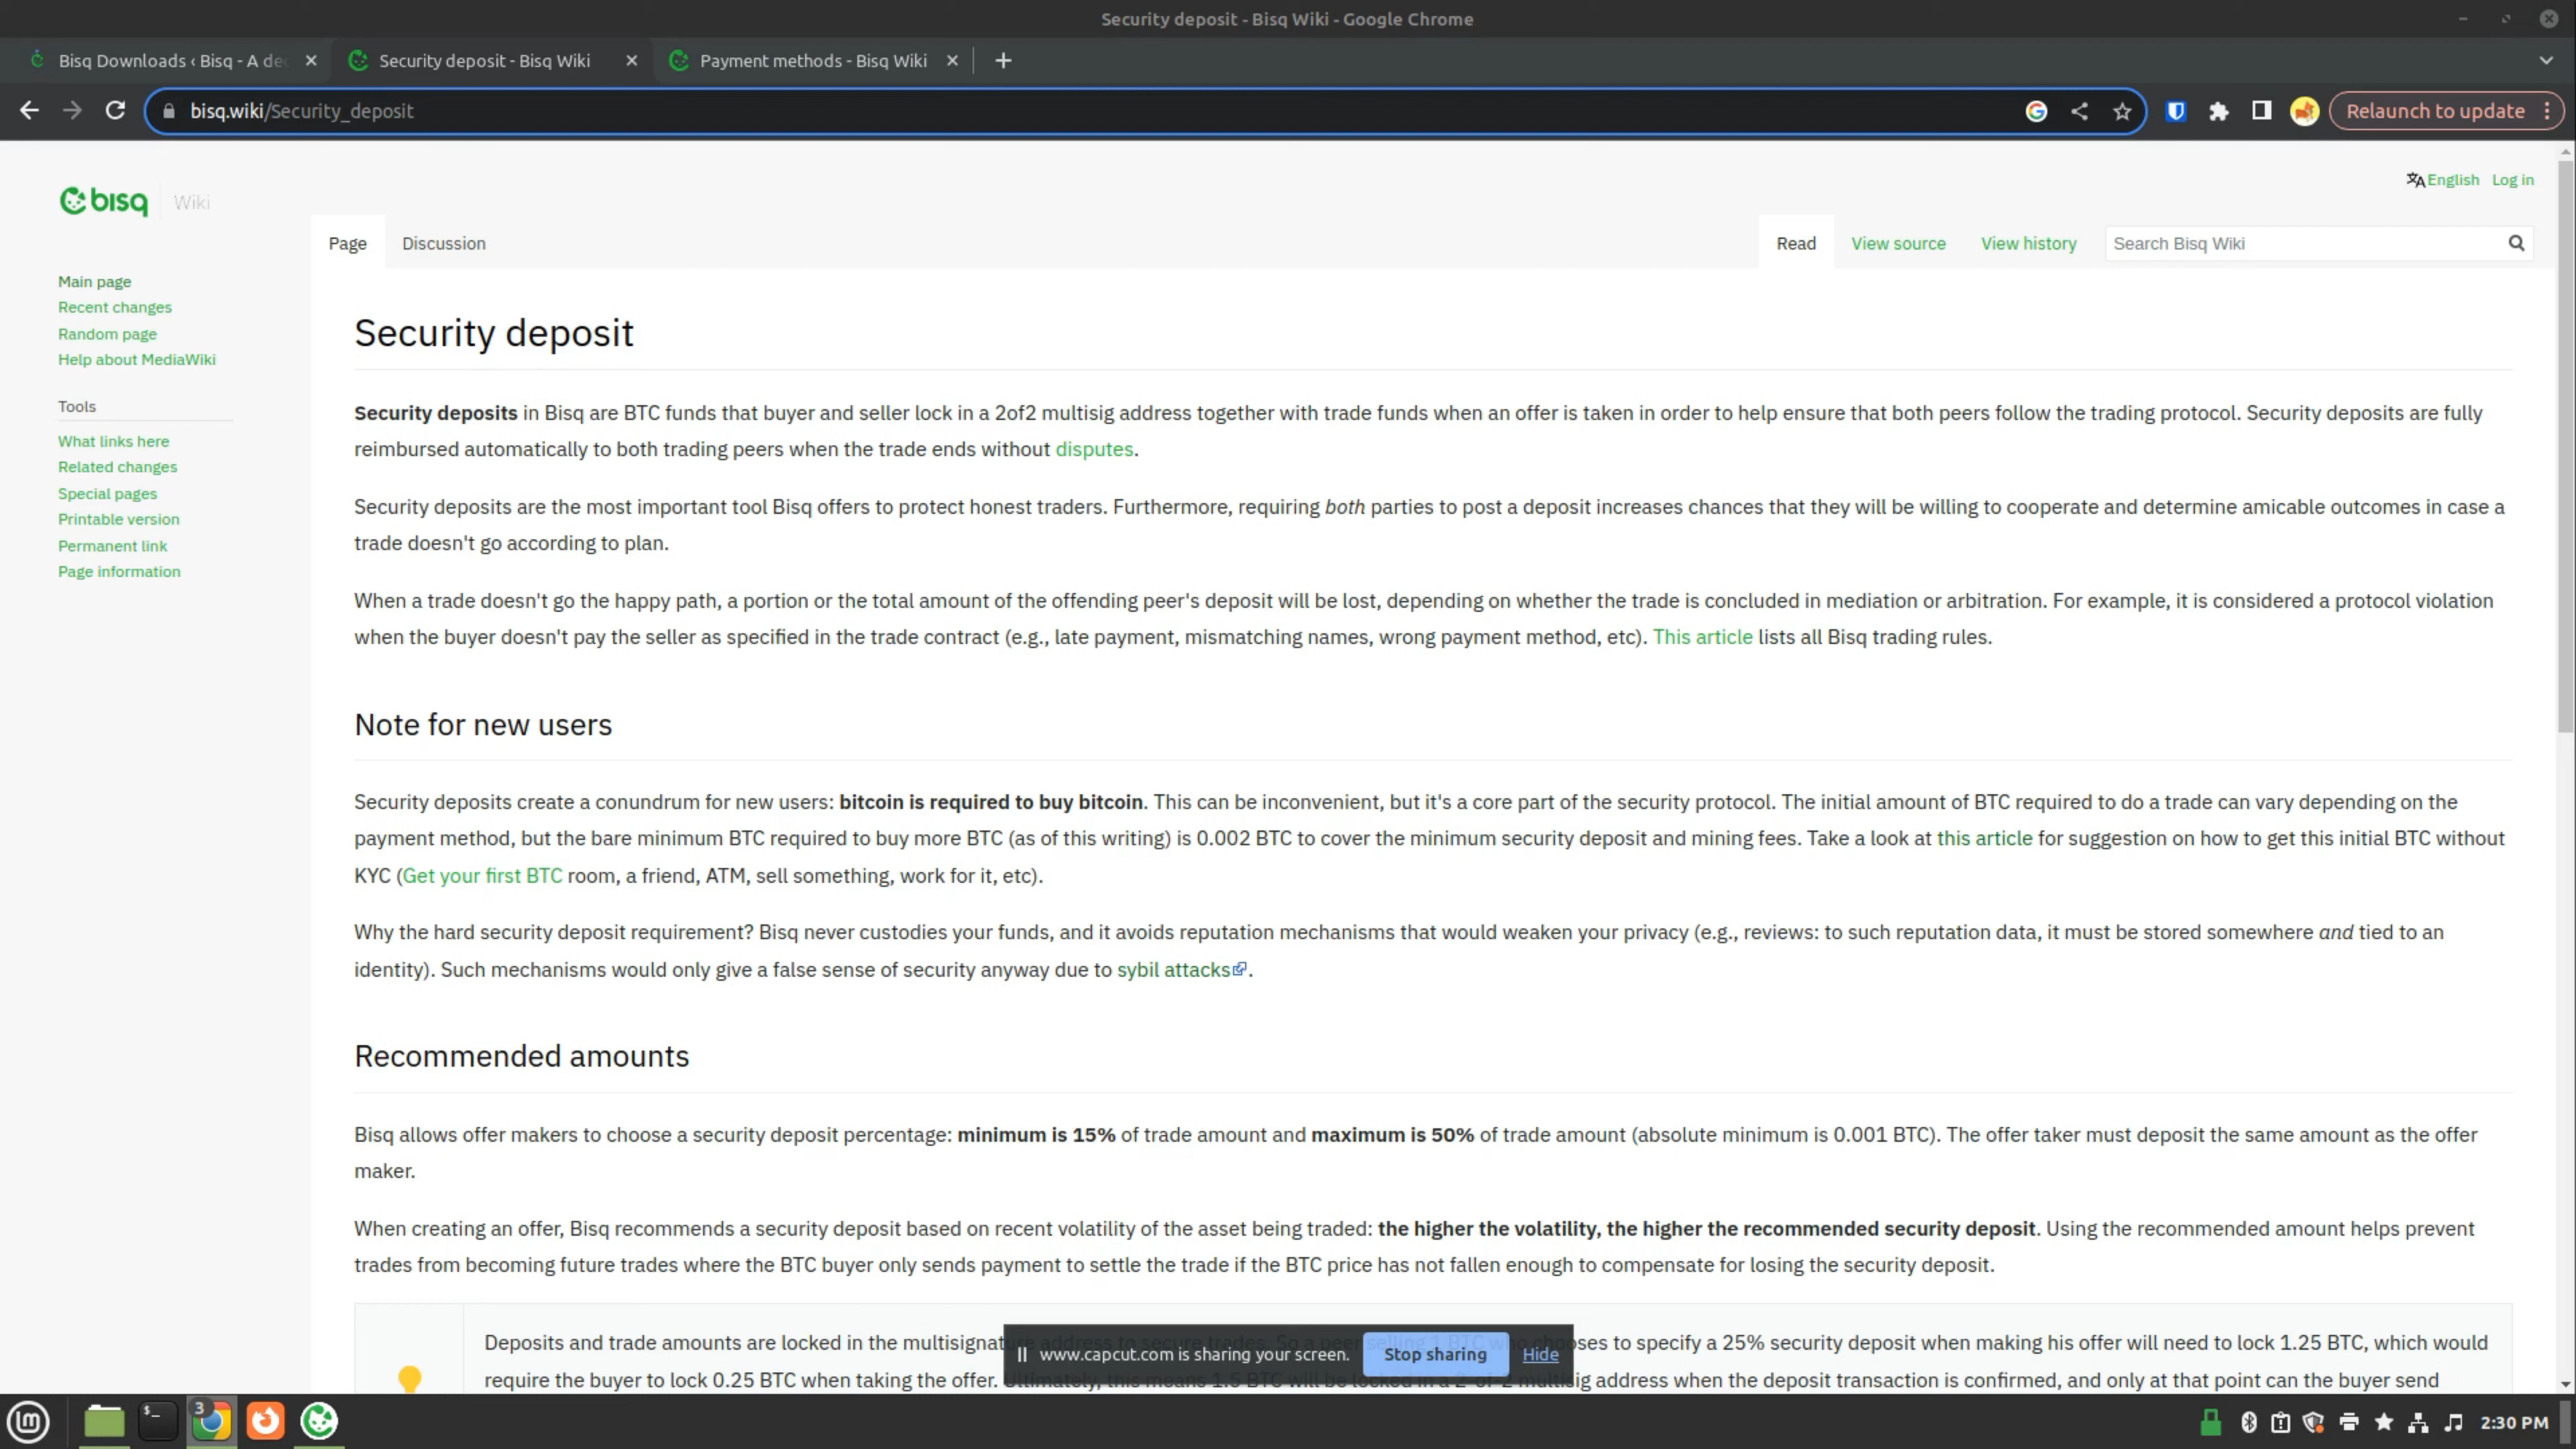 Security deposit - Bisq Wiki - Google Chrome
Bisq Downloads ‹ Bisq - A de
Security deposit - Bisq Wiki
Payment methods - Bisq Wiki
bisq.wiki/Security_deposit
Relaunch to update
bisq
Wiki
English
Log in
Page
Discussion
Read
View source
View history
Search Bisq Wiki
Main page
Recent changes
Random page
Help about MediaWiki
Tools
What links here
Related changes
Special pages
Printable version
Permanent link
Page information
Security deposit
Security deposits in Bisq are BTC funds that buyer and seller lock in a 2of2 multisig address together with trade funds when an offer is taken in order to help ensure that both peers follow the trading protocol. Security deposits are fully
reimbursed automatically to both trading peers when the trade ends without disputes.
Security deposits are the most important tool Bisq offers to protect honest traders. Furthermore, requiring both parties to post a deposit increases chances that they will be willing to cooperate and determine amicable outcomes in case a
trade doesn't go according to plan.
When a trade doesn't go the happy path, a portion or the total amount of the offending peer's deposit will be lost, depending on whether the trade is concluded in mediation or arbitration. For example, it is considered a protocol violation
when the buyer doesn't pay the seller as specified in the trade contract (e.g., late payment, mismatching names, wrong payment method, etc). This article lists all Bisq trading rules.
Note for new users
Security deposits create a conundrum for new users: bitcoin is required to buy bitcoin. This can be inconvenient, but it's a core part of the security protocol. The initial amount of BTC required to do a trade can vary depending on the
payment method, but the bare minimum BTC required to buy more BTC (as of this writing) is 0.002 BTC to cover the minimum security deposit and mining fees. Take a look at this article for suggestion on how to get this initial BTC without
KYC (Get your first BTC room, a friend, ATM, sell something, work for it, etc).
Why the hard security deposit requirement? Bisq never custodies your funds, and it avoids reputation mechanisms that would weaken your privacy (e.g., reviews: to such reputation data, it must be stored somewhere and tied to an
identity). Such mechanisms would only give a false sense of security anyway due to sybil attacks.
Recommended amounts
Bisq allows offer makers to choose a security deposit percentage: minimum is 15% of trade amount and maximum is 50% of trade amount (absolute minimum is 0.001 BTC). The offer taker must deposit the same amount as the offer
maker.
When creating an offer, Bisq recommends a security deposit based on recent volatility of the asset being traded: the higher the volatility, the higher the recommended security deposit. Using the recommended amount helps prevent
trades from becoming future trades where the BTC buyer only sends payment to settle the trade if the BTC price has not fallen enough to compensate for losing the security deposit.
Deposits and trade amounts are locked in the multisignature address to secure trades. So a peer selling 1 BTC who chooses to specify a 25% security deposit when making his offer will need to lock 1.25 BTC, which would
require the buyer to lock 0.25 BTC when taking the offer. Ultimately, this means 1.5 BTC will be locked in a 2-of-2 multisig address when the deposit transaction is confirmed, and only at that point can the buyer send
www.capcut.com is sharing your screen.
Stop sharing
Hide
3
2:30 PM